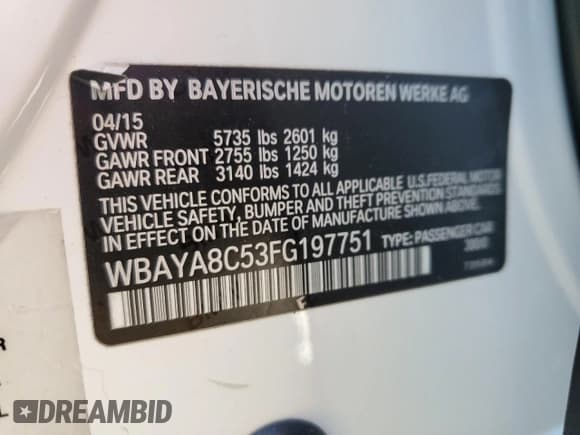 MFD BY BAYERISCHE MOTOREN WERKE AG
04/15
GVWR 5735 lbs 2601 kg
GAWR FRONT 2755 lbs 1250 kg
GAWR REAR 3140 lbs 1424 kg
THIS VEHICLE CONFORMS TO ALL APPLICABLE U.S. FEDERAL MOTOR
VEHICLE SAFETY, BUMPER AND THEFT PREVENTION STANDARDS
IN EFFECT ON THE DATE OF MANUFACTURE SHOWN ABOVE.
WBAYA8C53FG197751 TYPE: PASSENGER CAR
R
L
DREAMBID